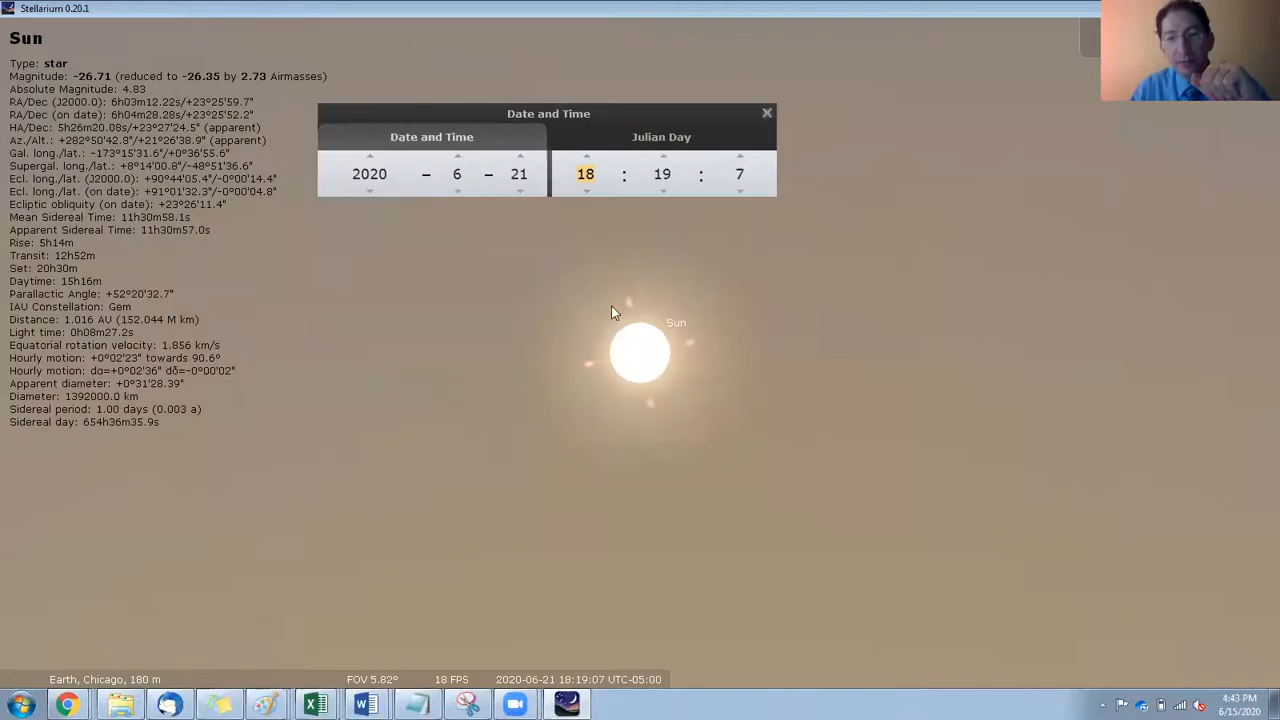 Stellarium 0.20.1
Sun
Type: star
Magnitude: -26.71 (reduced to -26.35 by 2.73 Airmasses)
Absolute Magnitude: 4.83
RA/Dec (J2000.0): 6h03m12.22s/+23°25'59.7"
RA/Dec (on date): 6h04m28.28s/+23°25'52.2"
HA/Dec: 5h26m20.08s/+23°27'24.5" (apparent)
Az./Alt.: +282°50'42.8"/+21°26'38.9" (apparent)
Gal. long./lat.: -173°15'31.6"/+0°36'55.6"
Supergal. long./lat.: +8°14'00.8"/-48°51'36.6"
Ecl. long./lat. (J2000.0): +90°44'05.4"/-0°00'14.4"
Ecl. long./lat. (on date): +91°01'32.3"/-0°00'04.8"
Ecliptic obliquity (on date): +23°26'11.4"
Mean Sidereal Time: 11h30m58.1s
Apparent Sidereal Time: 11h30m57.0s
Rise: 5h14m
Transit: 12h52m
Set: 20h30m
Daytime: 15h16m
Parallactic Angle: +52°20'32.7"
IAU Constellation: Gem
Distance: 1.016 AU (152.044 M km)
Light time: 0h08m27.2s
Equatorial rotation velocity: 1.856 km/s
Hourly motion: +0°02'23" towards 90.6°
Hourly motion: dα=+0°02'36" dδ=-0°00'02"
Apparent diameter: +0°31'28.39"
Diameter: 1392000.0 km
Sidereal period: 1.00 days (0.003 a)
Sidereal day: 654h36m35.9s
Date and Time
Date and Time Julian Day
2020 - 6 - 21 18 : 19 : 7
Sun
Earth, Chicago, 180 m FOV 5.82° 18 FPS 2020-06-21 18:19:07 UTC-05:00
4:43 PM
6/15/2020